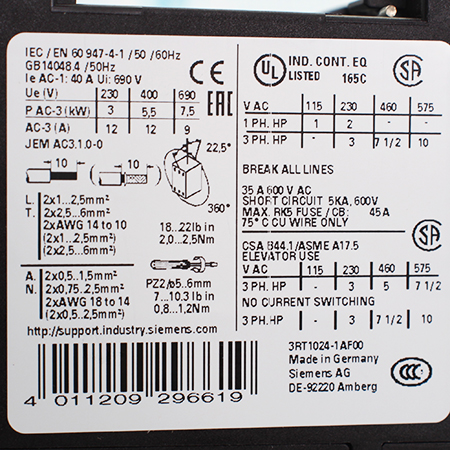 IEC / EN 60 947-4-1 / 50 /60Hz
GB14048.4 /50Hz
Ie AC-1: 40 A Ui: 690 V
Ue (V) 230 400 690
P AC-3 (kW) 3 5,5 7,5
AC-3 (A) 12 12 9
JEM AC3.1.0-0
CE
EAC
10 10 22,5°
360°
L. 2x1...2,5mm²
T. 2x2,5...6mm²
2xAWG 14 to 10
(2x1...2,5mm²)
(2x2,5...6mm²)
18...22lb in
2,0...2,5Nm
A. 2x0,5...1,5mm²
N. 2x0,75...2,5mm²
2xAWG 18 to 14
(2x0,5...2,5mm²)
PZ2/ø5...6mm
7...10.3lb in
0,8...1,2Nm
http://support.industry.siemens.com
4 011209 296619
UL IND. CONT. EQ
LISTED 165C
SA
V AC 115 230 460 575
1 PH. HP 1 2 - -
3 PH. HP - 3 7 1/2 10
BREAK ALL LINES
35 A 600 V AC
SHORT CIRCUIT 5KA, 600V
MAX. RK5 FUSE / CB: 45A
75° C CU WIRE ONLY
CSA B44.1/ASME A17.5
ELEVATOR USE
SA
V AC 115 230 460 575
3 PH HP - 3 5 7 1/2
NO CURRENT SWITCHING
3 PH. HP - 3 7 1/2 10
3RT1024-1AF00
Made in Germany
Siemens AG
DE-92220 Amberg
CCC